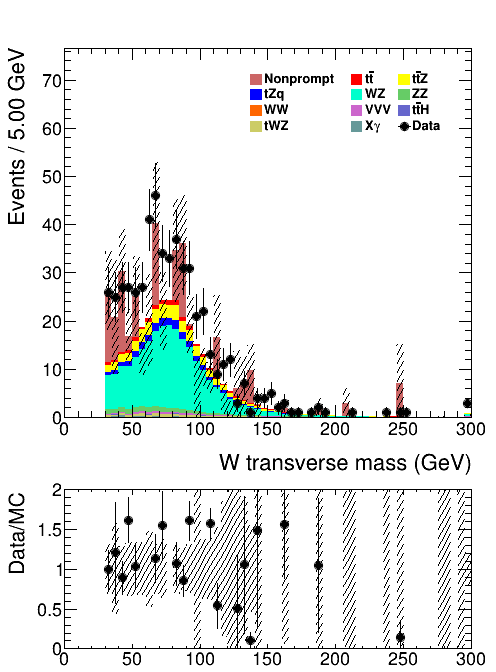 Events / 5.00 GeV
70
60
50
40
30
20
10
0
Nonprompt
tt̄
tt̄Z
tZq
WZ
ZZ
WW
VVV
tt̄H
tWZ
Xγ
Data
0 50 100 150 200 250 300
W transverse mass (GeV)
Data/MC
2
1.5
1
0.5
0
0 50 100 150 200 250 300